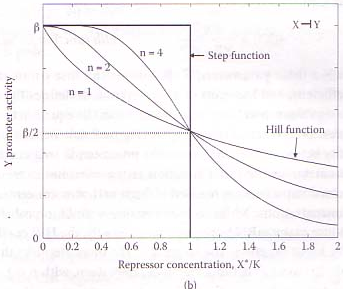 β
X ⊣ Y
n = 4
Step function
n = 2
n = 1
Y promoter activity
β/2
Hill function
0
0 0.2 0.4 0.6 0.8 1 1.2 1.4 1.6 1.8 2
Repressor concentration, X*/K
(b)